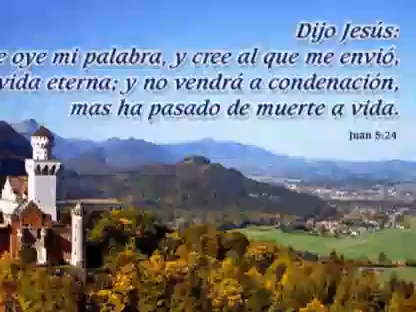 Dijo Jesús:
e oye mi palabra, y cree al que me envió,
vida eterna; y no vendrá a condenación,
mas ha pasado de muerte a vida.
Juan 5:24